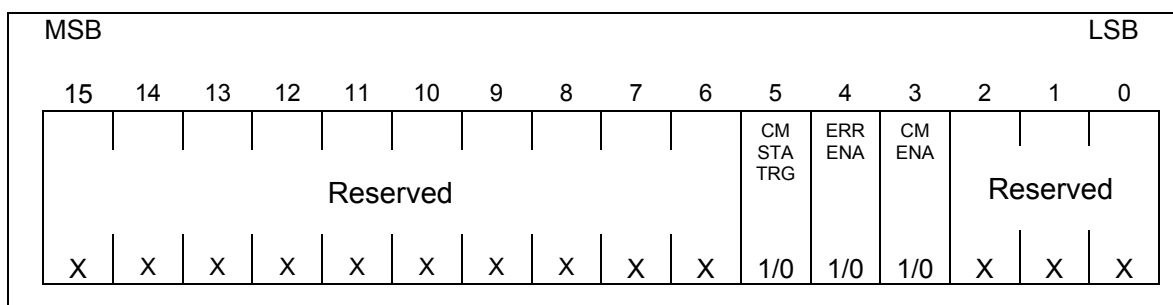 MSB LSB
15 14 13 12 11 10 9 8 7 6 5 4 3 2 1 0
CM ERR CM
STA ENA ENA
TRG
Reserved Reserved
X X X X X X X X X X 1/0 1/0 1/0 X X X